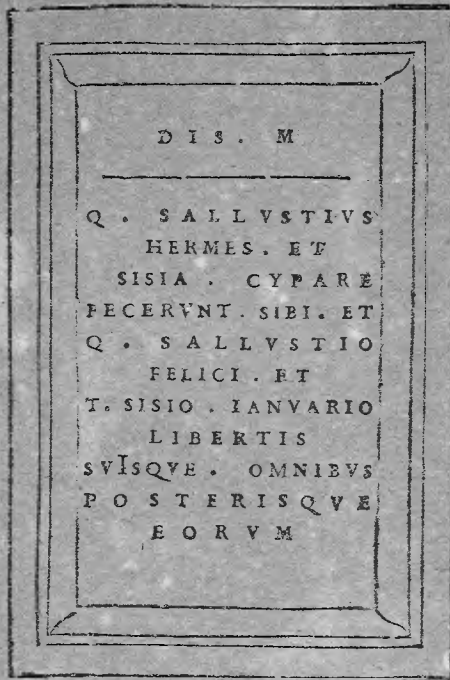 DIS. M
Q. SALLVSTIVS
HERMES. ET
SISIA. CYPARE
FECERVNT. SIBI. ET
Q. SALLVSTIO
FELICI. ET
T. SISIO. IANVARIO
LIBERTIS
SVISQVE. OMNIBVS
POSTERISQVE
EORVM